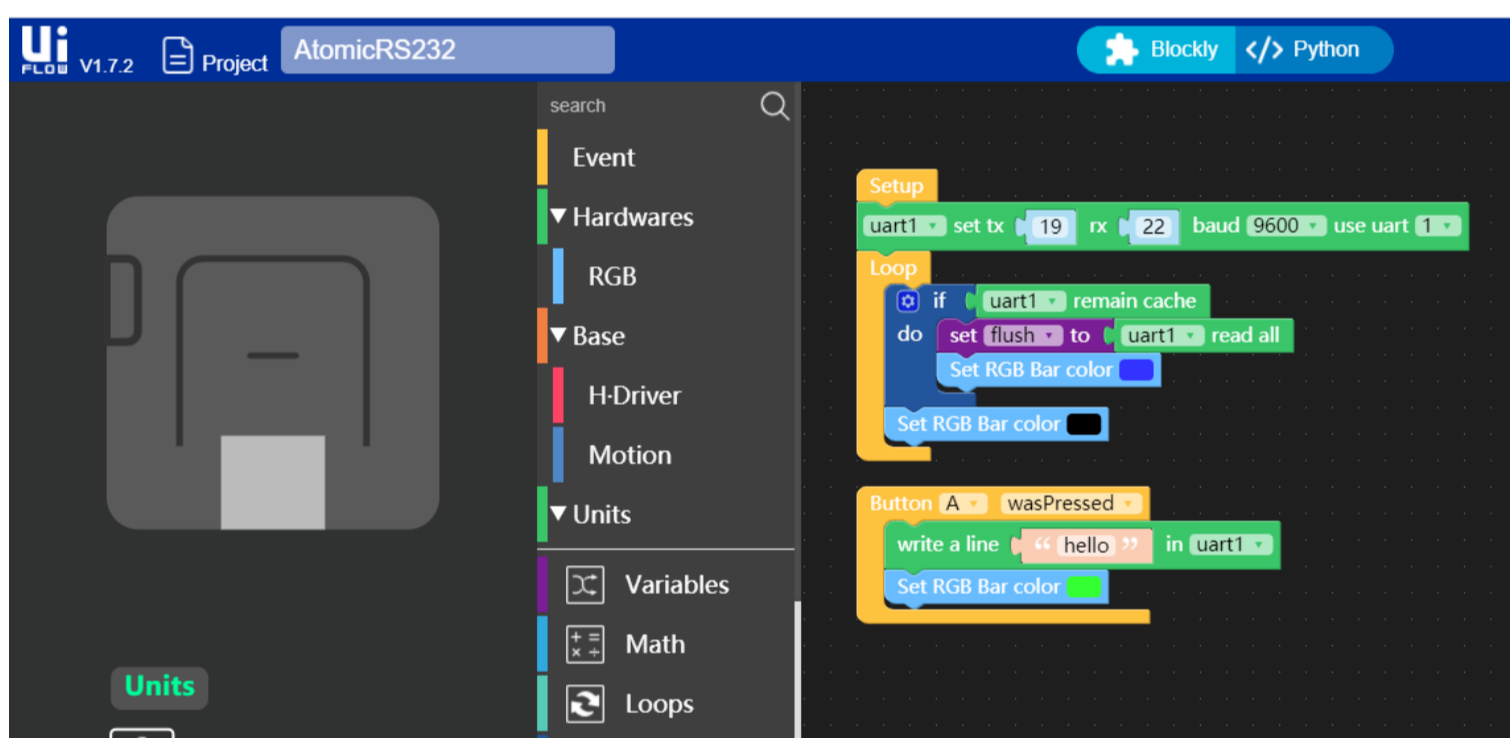 Ui FLOW V1.7.2 Project AtomicRS232 Blockly </> Python
search
Event
Hardwares
RGB
Base
H·Driver
Motion
Units
Variables
Math
Loops
Units
Setup
uart1 set tx 19 rx 22 baud 9600 use uart 1
Loop
if uart1 remain cache
do set flush to uart1 read all
Set RGB Bar color
Set RGB Bar color
Button A wasPressed
write a line “ hello ” in uart1
Set RGB Bar color